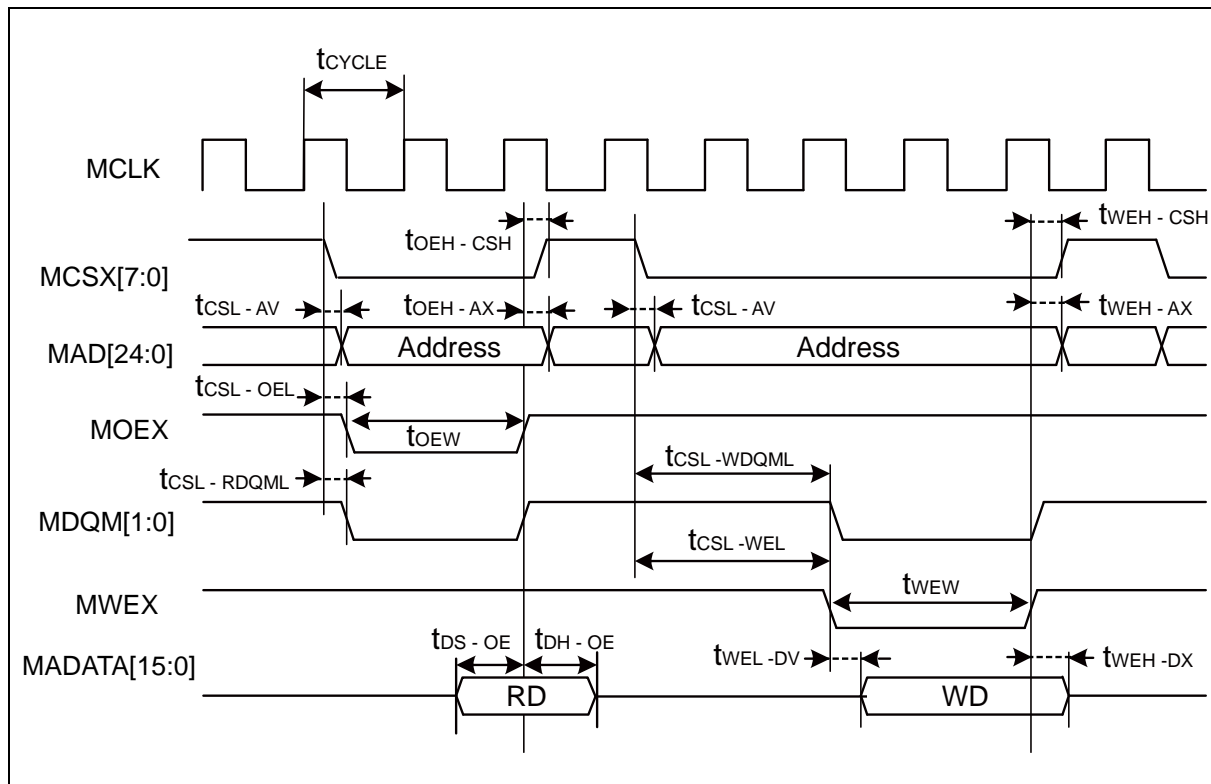 tCYCLE
MCLK
tOEH - CSH
tWEH - CSH
MCSX[7:0]
tCSL - AV
tOEH - AX
tCSL - AV
tWEH - AX
MAD[24:0]
Address
Address
tCSL - OEL
MOEX
tOEW
tCSL -WDQML
tCSL - RDQML
MDQM[1:0]
tCSL -WEL
MWEX
tWEW
tDS - OE
tDH - OE
tWEL -DV
tWEH -DX
MADATA[15:0]
RD
WD